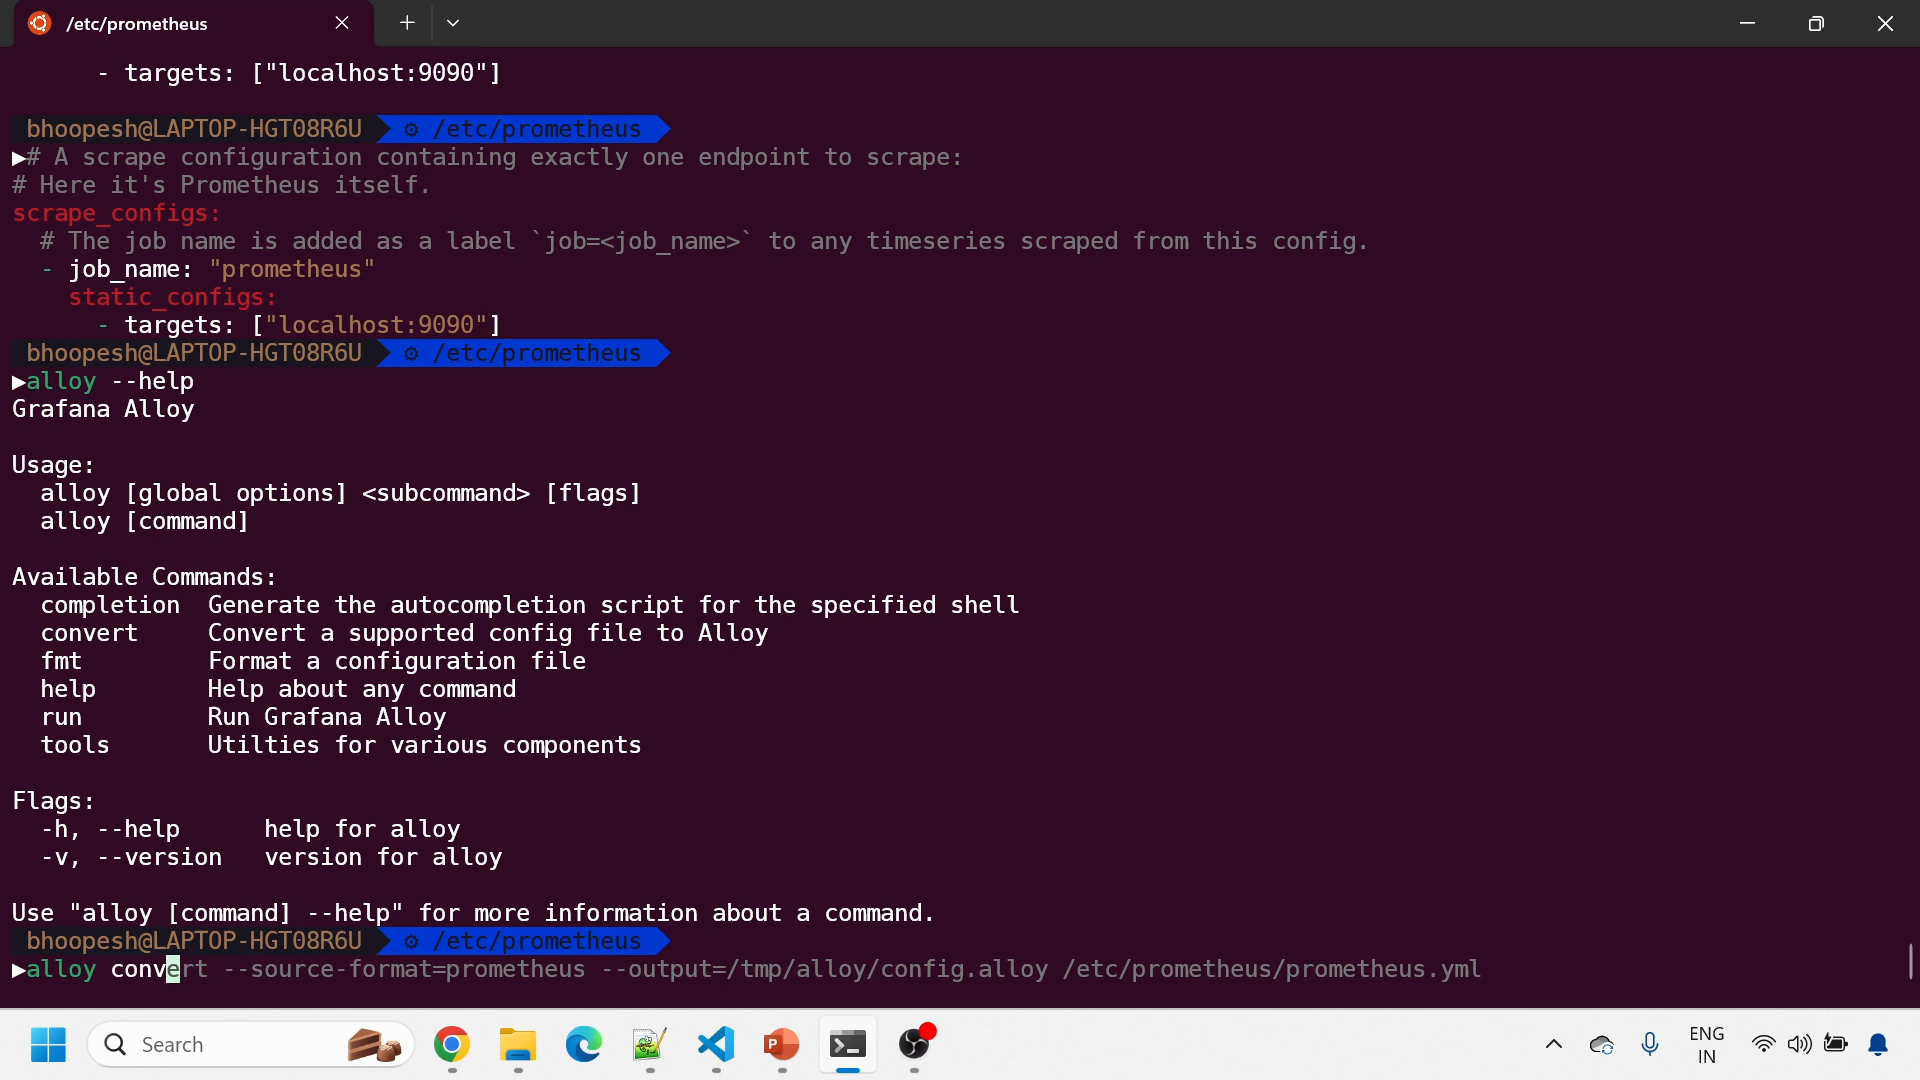 /etc/prometheus
- targets: ["localhost:9090"]
bhoopesh@LAPTOP-HGT08R6U /etc/prometheus
▶# A scrape configuration containing exactly one endpoint to scrape:
# Here it's Prometheus itself.
scrape_configs:
# The job name is added as a label `job=<job_name>` to any timeseries scraped from this config.
- job_name: "prometheus"
static_configs:
- targets: ["localhost:9090"]
bhoopesh@LAPTOP-HGT08R6U /etc/prometheus
▶alloy --help
Grafana Alloy
Usage:
alloy [global options] <subcommand> [flags]
alloy [command]
Available Commands:
completion Generate the autocompletion script for the specified shell
convert Convert a supported config file to Alloy
fmt Format a configuration file
help Help about any command
run Run Grafana Alloy
tools Utilties for various components
Flags:
-h, --help help for alloy
-v, --version version for alloy
Use "alloy [command] --help" for more information about a command.
bhoopesh@LAPTOP-HGT08R6U /etc/prometheus
▶alloy convert --source-format=prometheus --output=/tmp/alloy/config.alloy /etc/prometheus/prometheus.yml
Search
P
ENG
IN